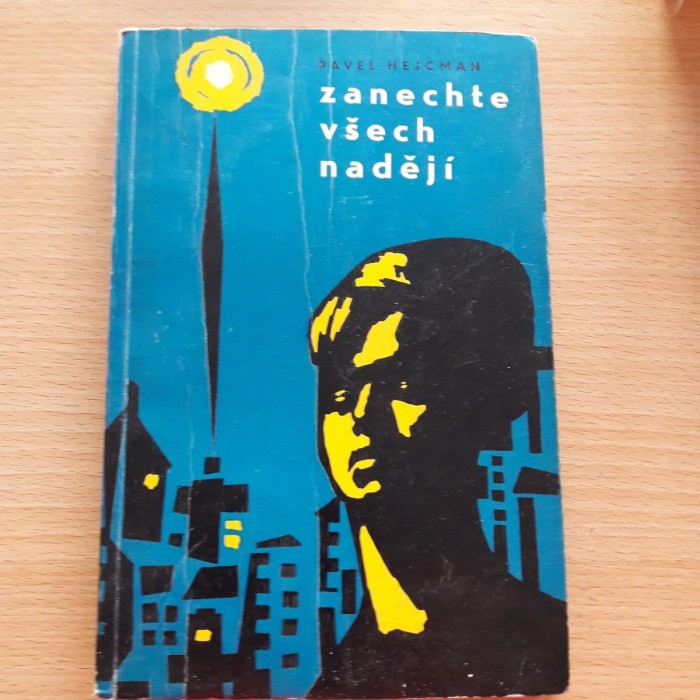 PAVEL HEJCMAN
zanechte
všech
nadějí